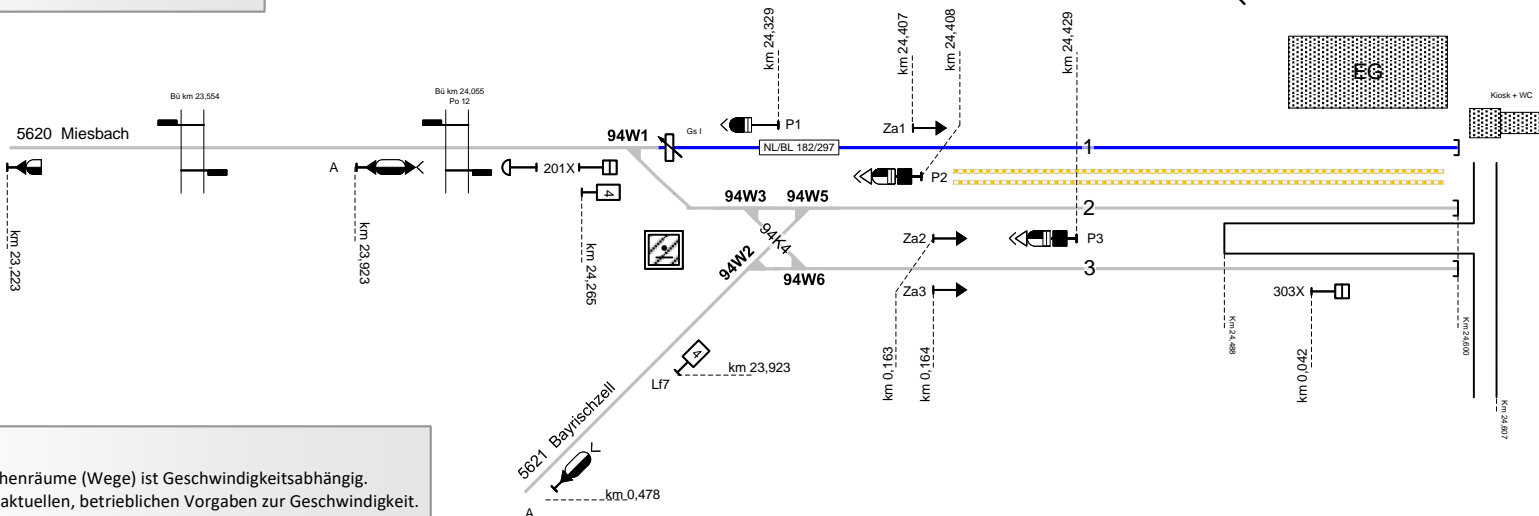 km 24,329
km 24,407
km 24,408
km 24,429
EG
Kiosk + WC
Bü km 23,554
Bü km 24,055
Po 12
5620 Miesbach
94W1
Gs I
P1
Za1
NL/BL 182/297
1
A
201X
4
P2
94W3
94W5
2
94K4
Za2
P3
94W2
94W6
3
Za3
303X
km 23,223
km 23,923
km 24,265
4
Lf7
km 23,923
km 0,163
km 0,164
Km 24,488
km 0,042
Km 24,600
Km 24,607
5621 Bayrischzell
km 0,478
A
henräume (Wege) ist Geschwindigkeitsabhängig.
aktuellen, betrieblichen Vorgaben zur Geschwindigkeit.